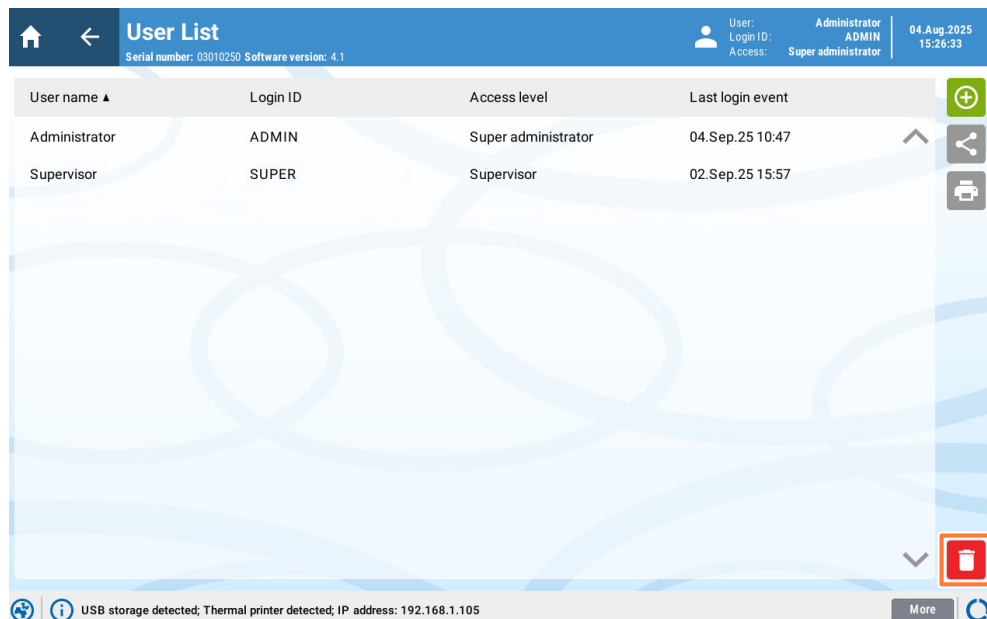 User List
Serial number: 03010250 Software version: 4.1
User: Administrator
Login ID: ADMIN
Access: Super administrator
04.Aug.2025
15:26:33
User name ▲ Login ID Access level Last login event
Administrator ADMIN Super administrator 04.Sep.25 10:47
Supervisor SUPER Supervisor 02.Sep.25 15:57
USB storage detected; Thermal printer detected; IP address: 192.168.1.105
More